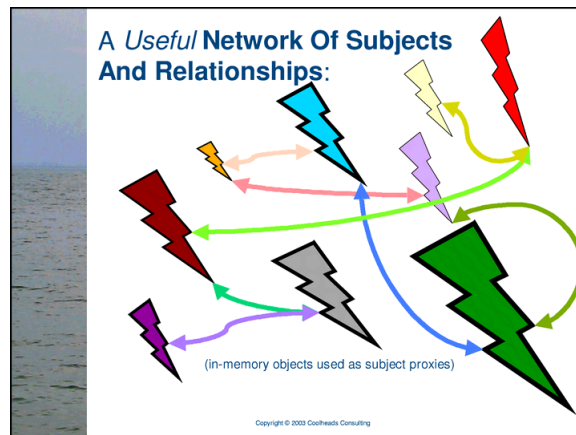 A Useful Network Of Subjects
And Relationships:
(in-memory objects used as subject proxies)
Copyright © 2003 Coolheads Consulting